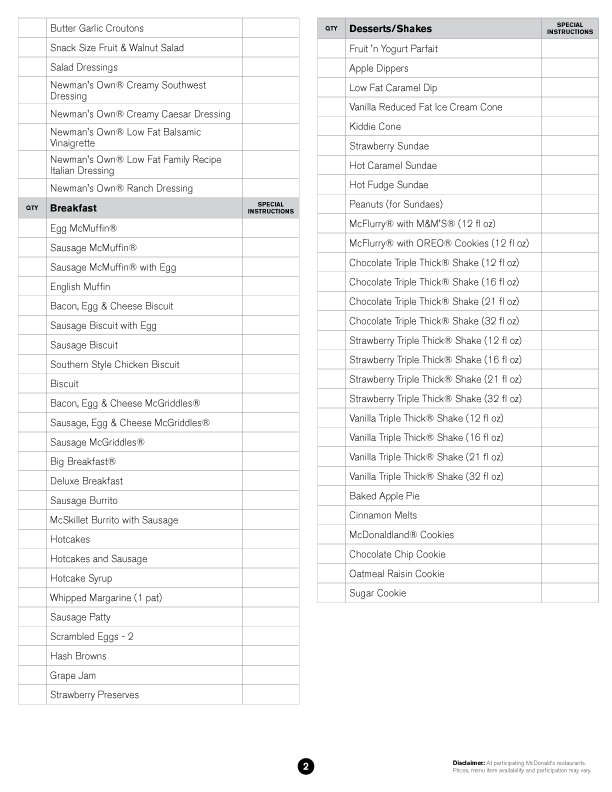 Butter Garlic Croutons
Snack Size Fruit & Walnut Salad
Salad Dressings
Newman's Own® Creamy Southwest
Dressing
Newman's Own® Creamy Caesar Dressing
Newman's Own® Low Fat Balsamic
Vinaigrette
Newman's Own® Low Fat Family Recipe
Italian Dressing
Newman's Own® Ranch Dressing
QTY Breakfast SPECIAL
INSTRUCTIONS
Egg McMuffin®
Sausage McMuffin®
Sausage McMuffin® with Egg
English Muffin
Bacon, Egg & Cheese Biscuit
Sausage Biscuit with Egg
Sausage Biscuit
Southern Style Chicken Biscuit
Biscuit
Bacon, Egg & Cheese McGriddles®
Sausage, Egg & Cheese McGriddles®
Sausage McGriddles®
Big Breakfast®
Deluxe Breakfast
Sausage Burrito
McSkillet Burrito with Sausage
Hotcakes
Hotcakes and Sausage
Hotcake Syrup
Whipped Margarine (1 pat)
Sausage Patty
Scrambled Eggs - 2
Hash Browns
Grape Jam
Strawberry Preserves
QTY Desserts/Shakes SPECIAL
INSTRUCTIONS
Fruit 'n Yogurt Parfait
Apple Dippers
Low Fat Caramel Dip
Vanilla Reduced Fat Ice Cream Cone
Kiddie Cone
Strawberry Sundae
Hot Caramel Sundae
Hot Fudge Sundae
Peanuts (for Sundaes)
McFlurry® with M&M'S® (12 fl oz)
McFlurry® with OREO® Cookies (12 fl oz)
Chocolate Triple Thick® Shake (12 fl oz)
Chocolate Triple Thick® Shake (16 fl oz)
Chocolate Triple Thick® Shake (21 fl oz)
Chocolate Triple Thick® Shake (32 fl oz)
Strawberry Triple Thick® Shake (12 fl oz)
Strawberry Triple Thick® Shake (16 fl oz)
Strawberry Triple Thick® Shake (21 fl oz)
Strawberry Triple Thick® Shake (32 fl oz)
Vanilla Triple Thick® Shake (12 fl oz)
Vanilla Triple Thick® Shake (16 fl oz)
Vanilla Triple Thick® Shake (21 fl oz)
Vanilla Triple Thick® Shake (32 fl oz)
Baked Apple Pie
Cinnamon Melts
McDonaldland® Cookies
Chocolate Chip Cookie
Oatmeal Raisin Cookie
Sugar Cookie
2
Disclaimer: At participating McDonald's restaurants.
Prices, menu item availability and participation may vary.